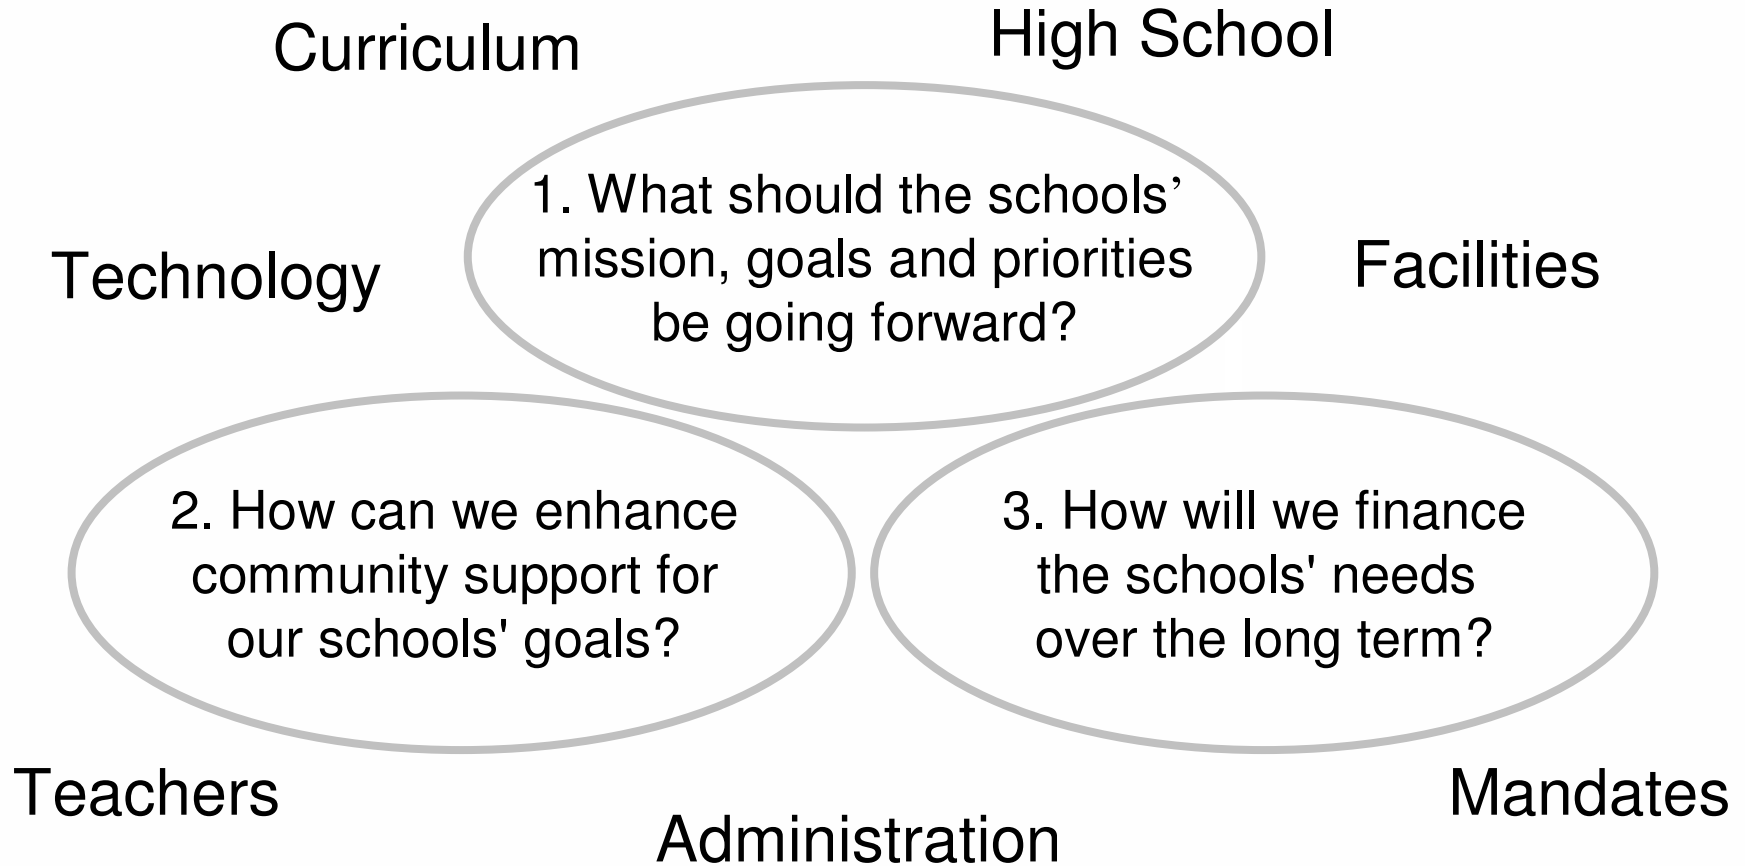 Curriculum
High School
1. What should the schools’
mission, goals and priorities
be going forward?
Technology
Facilities
2. How can we enhance
community support for
our schools' goals?
3. How will we finance
the schools' needs
over the long term?
Teachers
Mandates
Administration